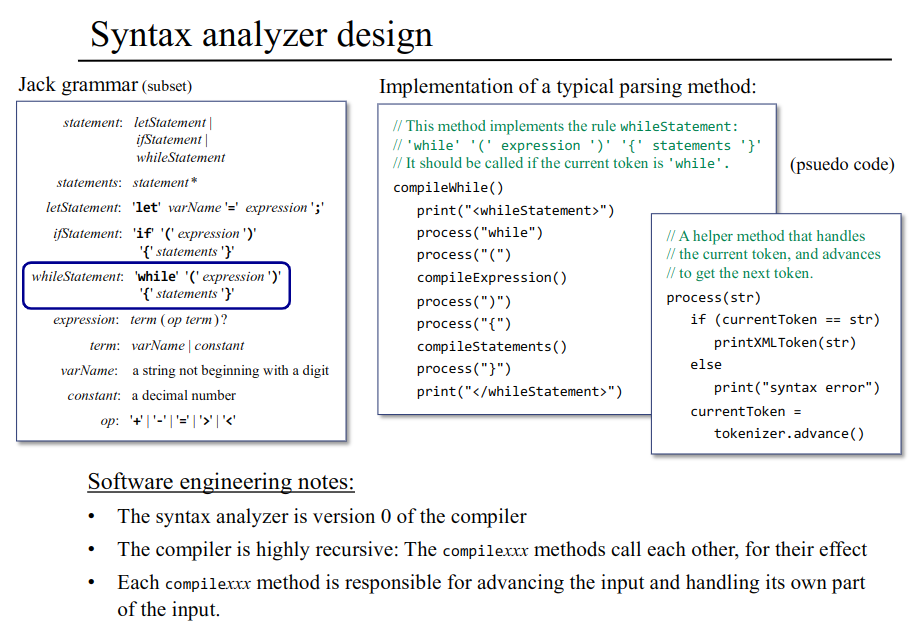 Syntax analyzer design
Jack grammar (subset)
statement: letStatement |
ifStatement |
whileStatement
statements: statement*
letStatement: 'let' varName '=' expression ';'
ifStatement: 'if' '(' expression ')'
'{' statements '}'
whileStatement: 'while' '(' expression ')'
'{' statements '}'
expression: term (op term)?
term: varName | constant
varName: a string not beginning with a digit
constant: a decimal number
op: '+' | '-' | '=' | '>' | '<'
Implementation of a typical parsing method:
// This method implements the rule whileStatement:
// 'while' '(' expression ')' '{' statements '}'
// It should be called if the current token is 'while'.
compileWhile()
print("<whileStatement>")
process("while")
process("(")
compileExpression()
process(")")
process("{")
compileStatements()
process("}")
print("</whileStatement>")
(psuedo code)
// A helper method that handles
// the current token, and advances
// to get the next token.
process(str)
if (currentToken == str)
printXMLToken(str)
else
print("syntax error")
currentToken =
tokenizer.advance()
Software engineering notes:
• The syntax analyzer is version 0 of the compiler
• The compiler is highly recursive: The compilexxx methods call each other, for their effect
• Each compilexxx method is responsible for advancing the input and handling its own part
of the input.